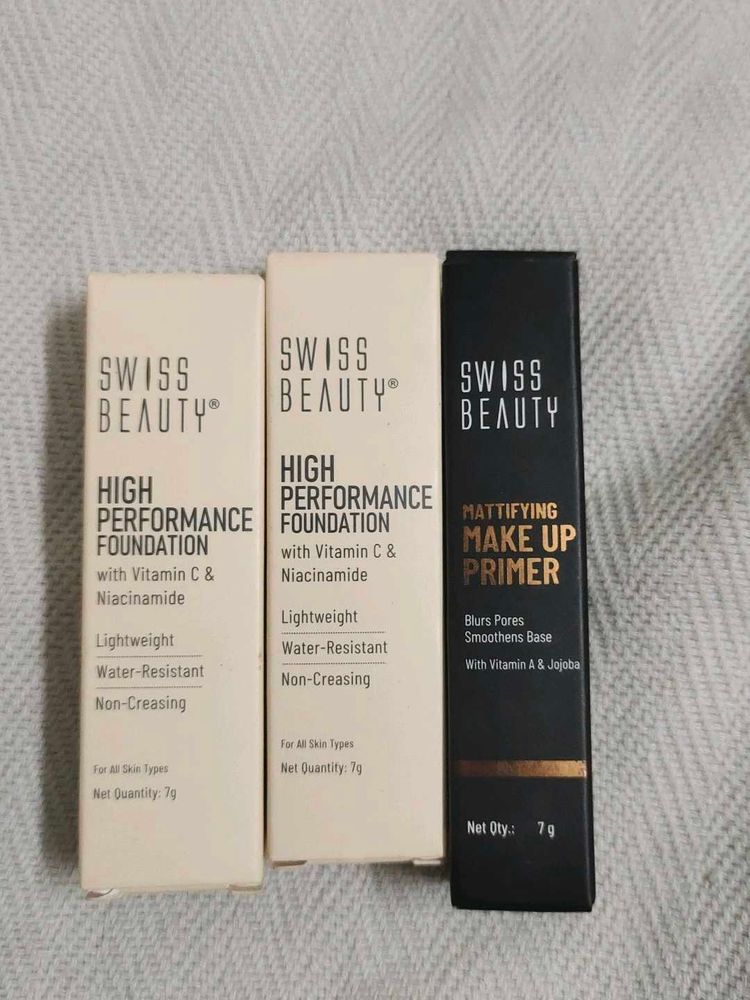 SWISS
BEAUTY®
HIGH
PERFORMANCE
FOUNDATION
with Vitamin C &
Niacinamide
Lightweight
Water-Resistant
Non-Creasing
For All Skin Types
Net Quantity: 7g
SWISS
BEAUTY®
HIGH
PERFORMANCE
FOUNDATION
with Vitamin C &
Niacinamide
Lightweight
Water-Resistant
Non-Creasing
For All Skin Types
Net Quantity: 7g
SWISS
BEAUTY
MATTIFYING
MAKE UP
PRIMER
Blurs Pores
Smoothens Base
With Vitamin A & Jojoba
Net Qty.: 7 g